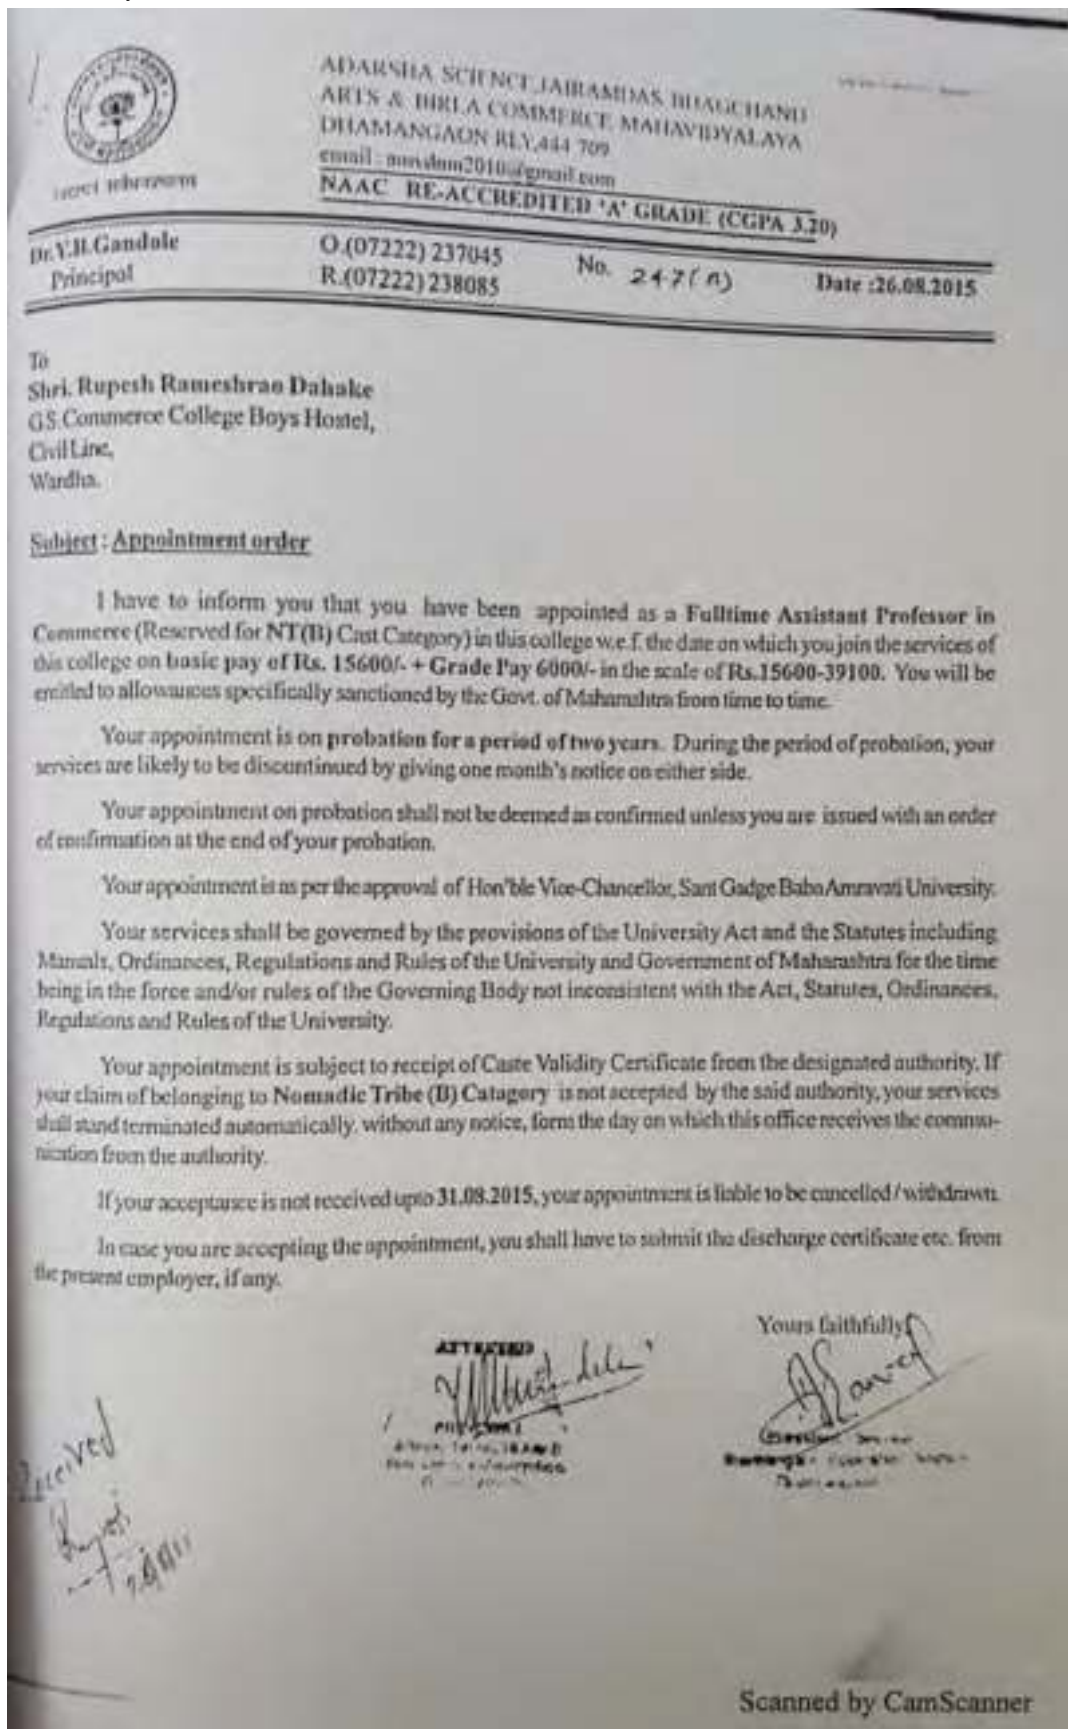 ADARSHA SCIENCE, JAIRAMDAS BHAGCHAND
ARTS & BIRLA COMMERCE MAHAVIDYALAYA
DHAMANGAON RLY, 444 709
NAAC RE-ACCREDITED 'A' GRADE (CGPA 3.20)
Dr.Y.B.Gandole
Principal
O.(07222) 237045
R.(07222) 238085
No. 247(A)
Date :26.08.2015
To
Shri. Rupesh Rameshrao Dahake
GS Commerce College Boys Hostel,
Civil Line,
Wardha.
Subject : Appointment order
I have to inform you that you have been appointed as a Fulltime Assistant Professor in
Commerce (Reserved for NT(B) Cast Category) in this college w.e.f. the date on which you join the services of
this college on basic pay of Rs. 15600/- + Grade Pay 6000/- in the scale of Rs.15600-39100. You will be
entitled to allowances specifically sanctioned by the Govt. of Maharashtra from time to time.
Your appointment is on probation for a period of two years. During the period of probation, your
services are likely to be discontinued by giving one month's notice on either side.
Your appointment on probation shall not be deemed as confirmed unless you are issued with an order
of confirmation at the end of your probation.
Your appointment is as per the approval of Hon'ble Vice-Chancellor, Sant Gadge Baba Amravati University.
Your services shall be governed by the provisions of the University Act and the Statutes including
Manuals, Ordinances, Regulations and Rules of the University and Government of Maharashtra for the time
being in the force and/or rules of the Governing Body not inconsistent with the Act, Statutes, Ordinances,
Regulations and Rules of the University.
Your appointment is subject to receipt of Caste Validity Certificate from the designated authority. If
your claim of belonging to Nomadic Tribe (B) Catagory is not accepted by the said authority, your services
shall stand terminated automatically, without any notice, form the day on which this office receives the commu-
nication from the authority.
If your acceptance is not received upto 31.08.2015, your appointment is liable to be cancelled / withdrawn.
In case you are accepting the appointment, you shall have to submit the discharge certificate etc. from
the present employer, if any.
Yours faithfully
ATTESTED
Received
Scanned by CamScanner